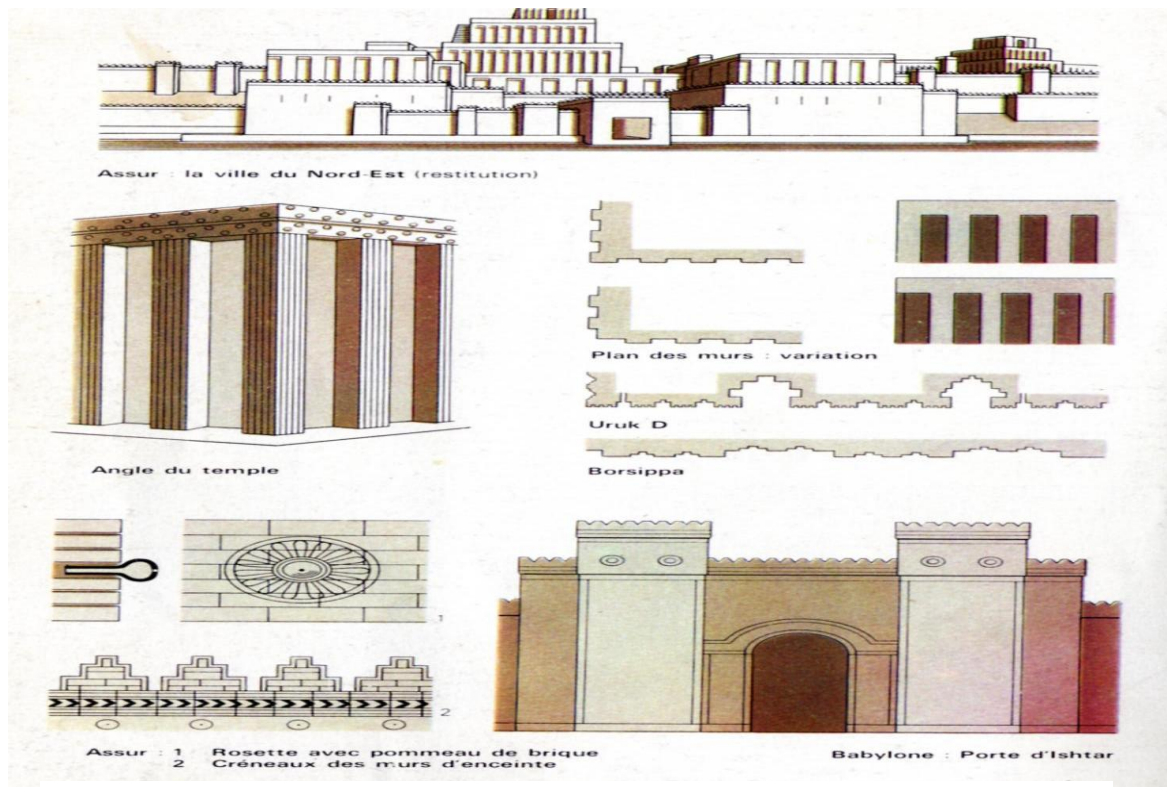 Assur : la ville du Nord-Est (restitution)
Plan des murs : variation
Uruk D
Angle du temple
Borsippa
1
2
Assur : 1 Rosette avec pommeau de brique
2 Créneaux des murs d'enceinte
Babylone : Porte d'Ishtar